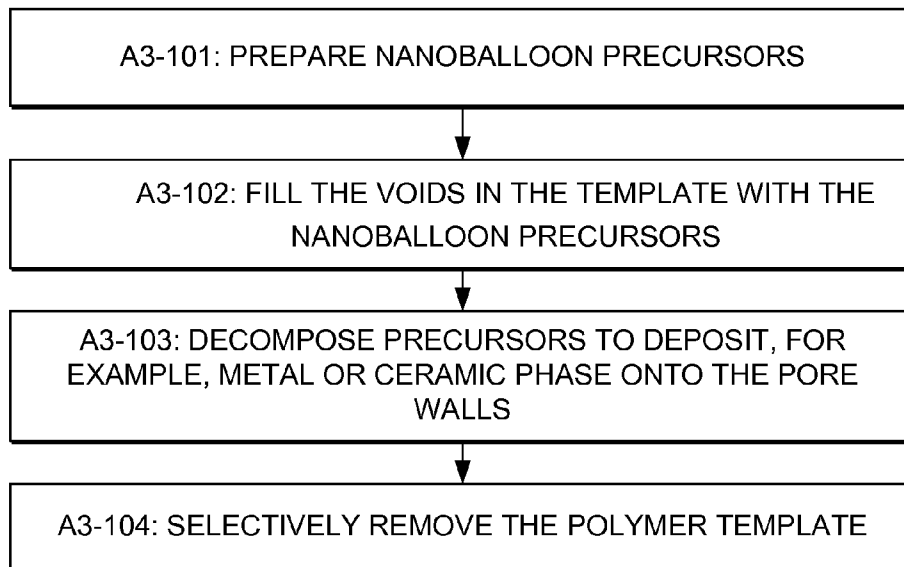 A3-101: PREPARE NANOBALLOON PRECURSORS
A3-102: FILL THE VOIDS IN THE TEMPLATE WITH THE
NANOBALLOON PRECURSORS
A3-103: DECOMPOSE PRECURSORS TO DEPOSIT, FOR
EXAMPLE, METAL OR CERAMIC PHASE ONTO THE PORE
WALLS
A3-104: SELECTIVELY REMOVE THE POLYMER TEMPLATE